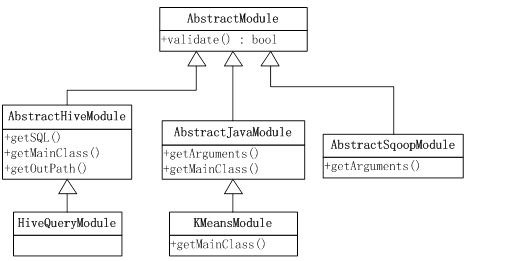 AbstractModule
+validate() : bool
AbstractHiveModule
+getSQL()
+getMainClass()
+getOutPath()
AbstractJavaModule
+getArguments()
+getMainClass()
AbstractSqoopModule
+getArguments()
HiveQueryModule
KMeansModule
+getMainClass()